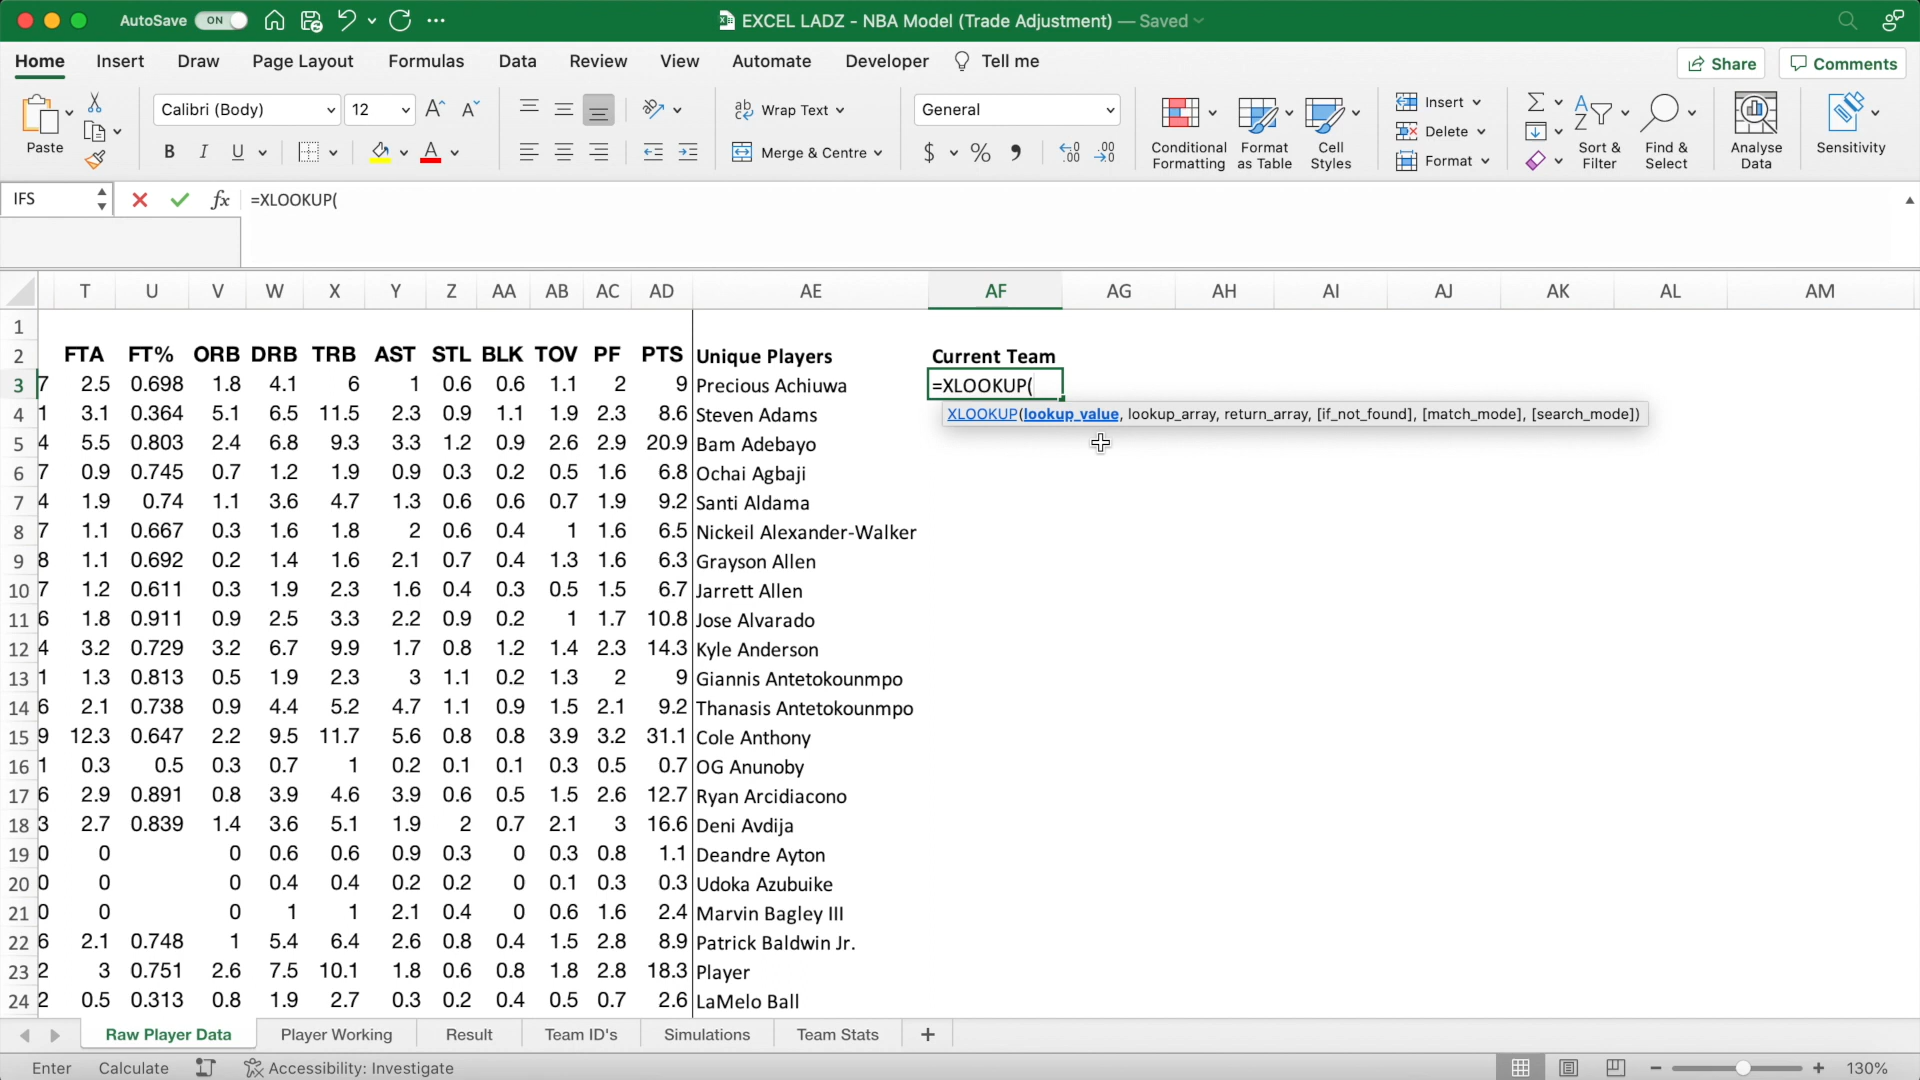 AutoSave ON EXCEL LADZ - NBA Model (Trade Adjustment) — Saved
Home Insert Draw Page Layout Formulas Data Review View Automate Developer Tell me Share Comments
Paste Calibri (Body) 12 Wrap Text General Insert
B I U Merge & Centre $ % Conditional Formatting Format as Table Cell Styles Delete Format Sort & Filter Find & Select Analyse Data Sensitivity
IFS fx =XLOOKUP(
T U V W X Y Z AA AB AC AD AE AF AG AH AI AJ AK AL AM
1
2 FTA FT% ORB DRB TRB AST STL BLK TOV PF PTS Unique Players Current Team
3 7 2.5 0.698 1.8 4.1 6 1 0.6 0.6 1.1 2 9 Precious Achiuwa =XLOOKUP(
4 1 3.1 0.364 5.1 6.5 11.5 2.3 0.9 1.1 1.9 2.3 8.6 Steven Adams XLOOKUP(lookup_value, lookup_array, return_array, [if_not_found], [match_mode], [search_mode])
5 4 5.5 0.803 2.4 6.8 9.3 3.3 1.2 0.9 2.6 2.9 20.9 Bam Adebayo
6 7 0.9 0.745 0.7 1.2 1.9 0.9 0.3 0.2 0.5 1.6 6.8 Ochai Agbaji
7 4 1.9 0.74 1.1 3.6 4.7 1.3 0.6 0.6 0.7 1.9 9.2 Santi Aldama
8 7 1.1 0.667 0.3 1.6 1.8 2 0.6 0.4 1 1.6 6.5 Nickeil Alexander-Walker
9 8 1.1 0.692 0.2 1.4 1.6 2.1 0.7 0.4 1.3 1.6 6.3 Grayson Allen
10 7 1.2 0.611 0.3 1.9 2.3 1.6 0.4 0.3 0.5 1.5 6.7 Jarrett Allen
11 6 1.8 0.911 0.9 2.5 3.3 2.2 0.9 0.2 1 1.7 10.8 Jose Alvarado
12 4 3.2 0.729 3.2 6.7 9.9 1.7 0.8 1.2 1.4 2.3 14.3 Kyle Anderson
13 1 1.3 0.813 0.5 1.9 2.3 3 1.1 0.2 1.3 2 9 Giannis Antetokounmpo
14 6 2.1 0.738 0.9 4.4 5.2 4.7 1.1 0.9 1.5 2.1 9.2 Thanasis Antetokounmpo
15 9 12.3 0.647 2.2 9.5 11.7 5.6 0.8 0.8 3.9 3.2 31.1 Cole Anthony
16 1 0.3 0.5 0.3 0.7 1 0.2 0.1 0.1 0.3 0.5 0.7 OG Anunoby
17 6 2.9 0.891 0.8 3.9 4.6 3.9 0.6 0.5 1.5 2.6 12.7 Ryan Arcidiacono
18 3 2.7 0.839 1.4 3.6 5.1 1.9 2 0.7 2.1 3 16.6 Deni Avdija
19 0 0 0 0.6 0.6 0.9 0.3 0 0.3 0.8 1.1 Deandre Ayton
20 0 0 0 0.4 0.4 0.2 0.2 0 0.1 0.3 0.3 Udoka Azubuike
21 0 0 0 1 1 2.1 0.4 0 0.6 1.6 2.4 Marvin Bagley III
22 6 2.1 0.748 1 5.4 6.4 2.6 0.8 0.4 1.5 2.8 8.9 Patrick Baldwin Jr.
23 2 3 0.751 2.6 7.5 10.1 1.8 0.6 0.8 1.8 2.8 18.3 Player
24 2 0.5 0.313 0.8 1.9 2.7 0.3 0.2 0.4 0.5 0.7 2.6 LaMelo Ball
Raw Player Data Player Working Result Team ID's Simulations Team Stats +
Enter Calculate Accessibility: Investigate 130%